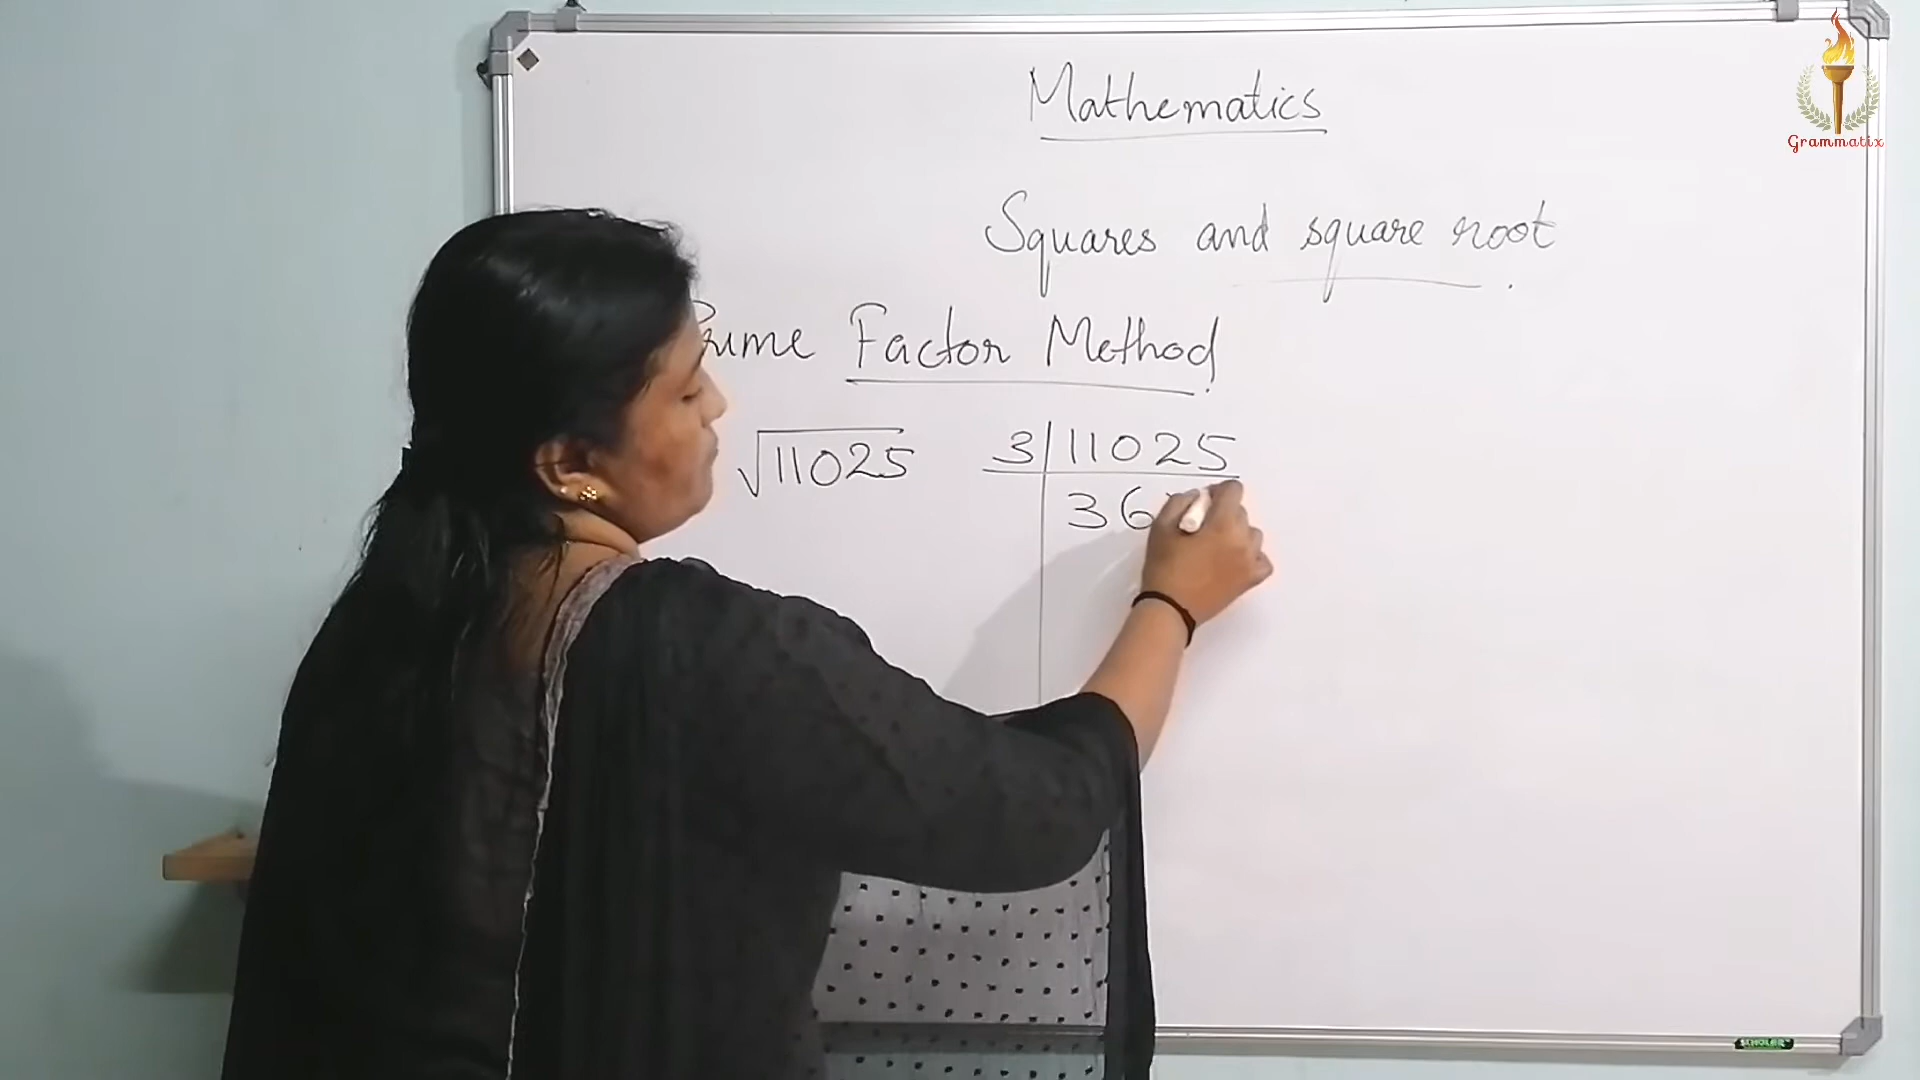 Mathematics
Grammatix
Squares and square root
Prime Factor Method
√11025 3 11025
36